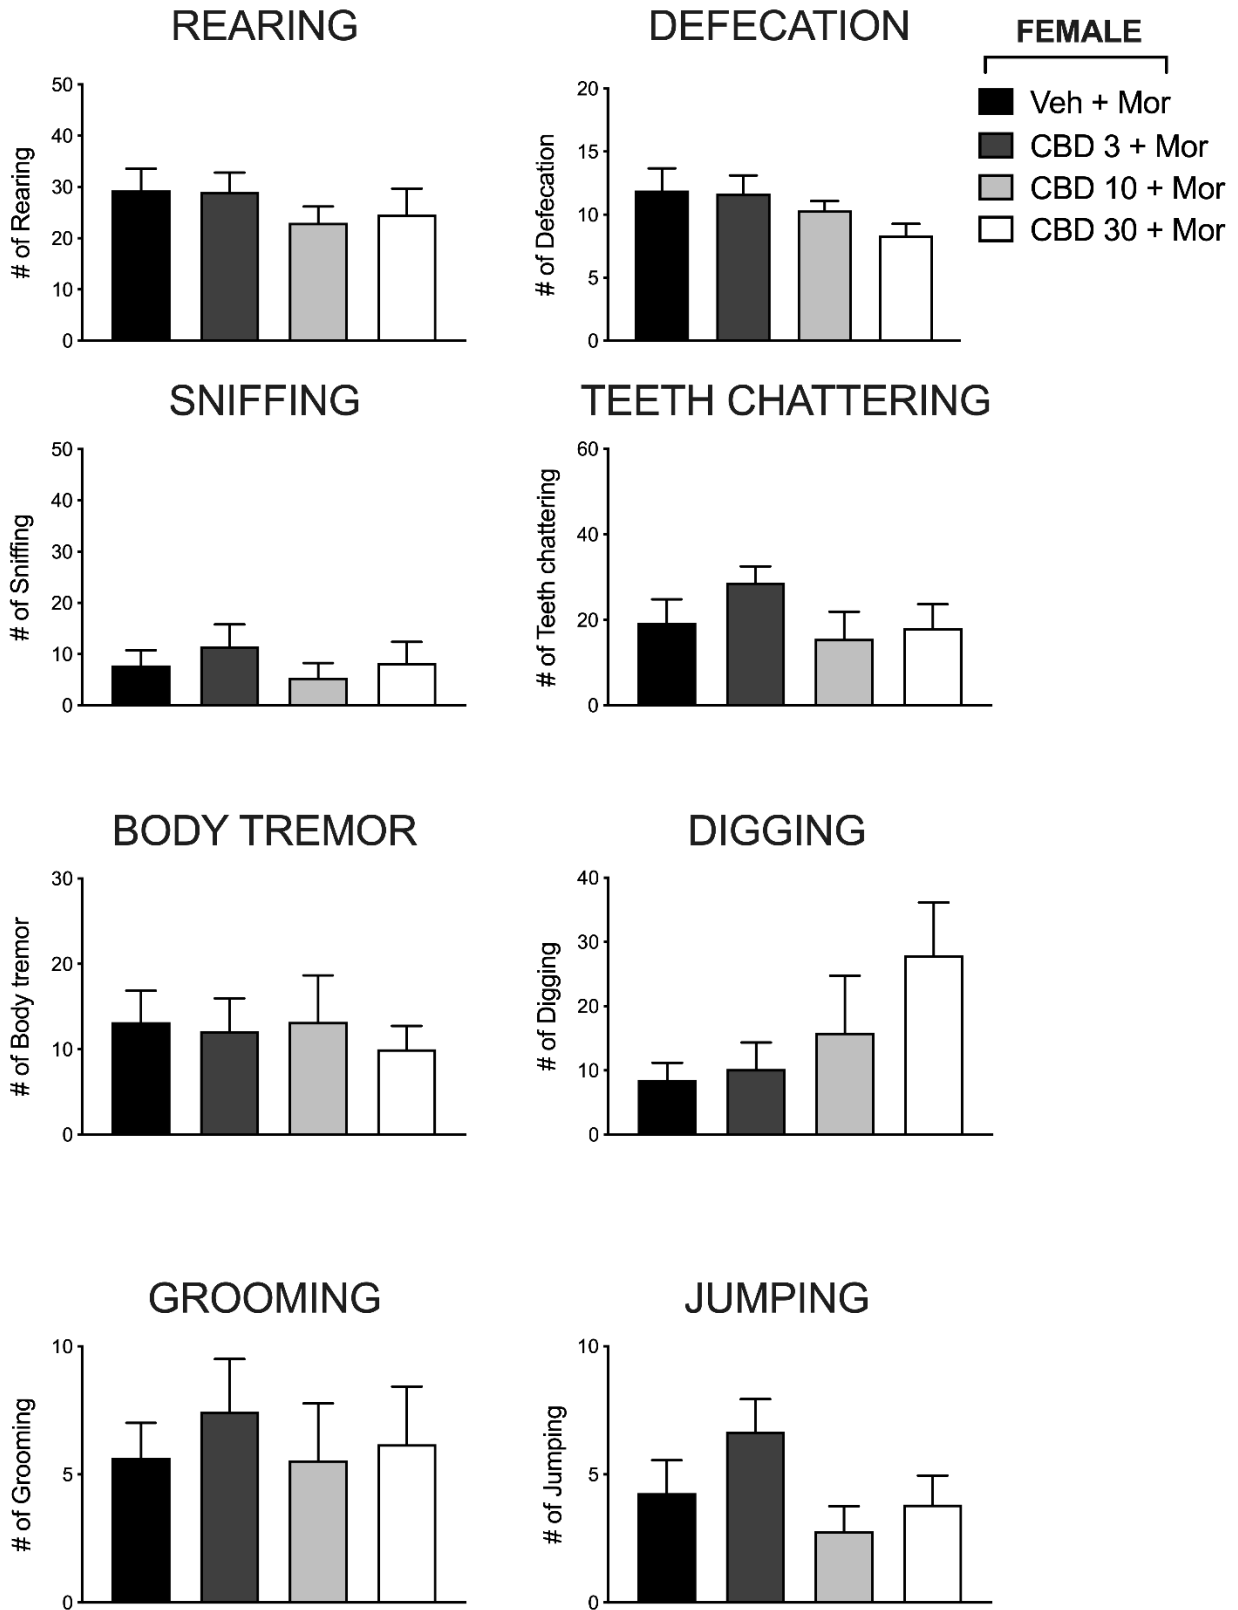 REARING
# of Rearing
50
40
30
20
10
0
DEFECATION
# of Defecation
20
15
10
5
0
FEMALE
Veh + Mor
CBD 3 + Mor
CBD 10 + Mor
CBD 30 + Mor
SNIFFING
# of Sniffing
50
40
30
20
10
0
TEETH CHATTERING
# of Teeth chattering
60
40
20
0
BODY TREMOR
# of Body tremor
30
20
10
0
DIGGING
# of Digging
40
30
20
10
0
GROOMING
# of Grooming
10
5
0
JUMPING
# of Jumping
10
5
0